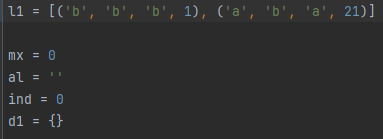 l1 = [('b', 'b', 'b', 1), ('a', 'b', 'a', 21)]
mx = 0
al = ''
ind = 0
d1 = {}